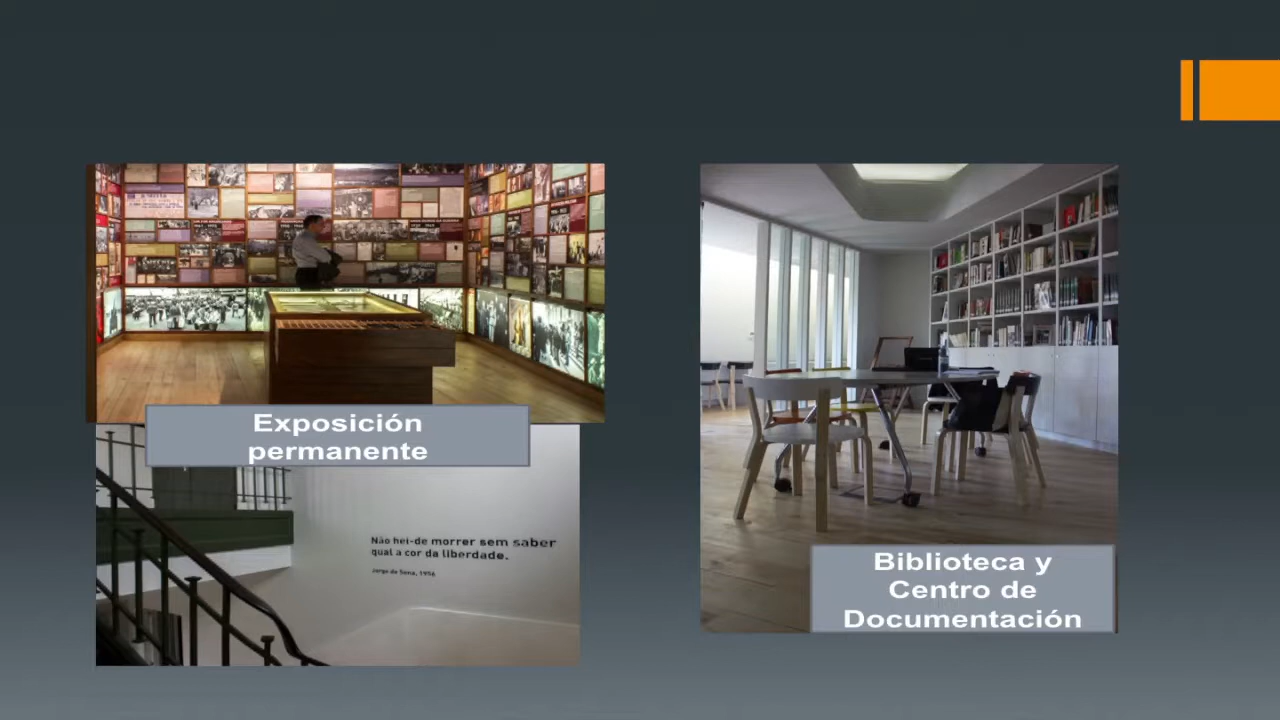 Exposición
permanente
Não hei-de morrer sem saber
qual a cor da liberdade.
Jorge de Sena, 1956
Biblioteca y
Centro de
Documentación